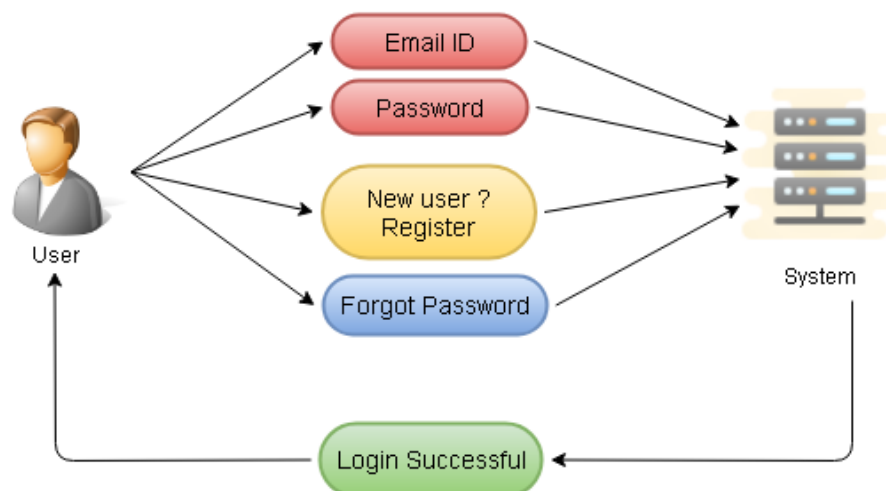 Email ID
Password
New user ?
Register
User
Forgot Password
System
Login Successful